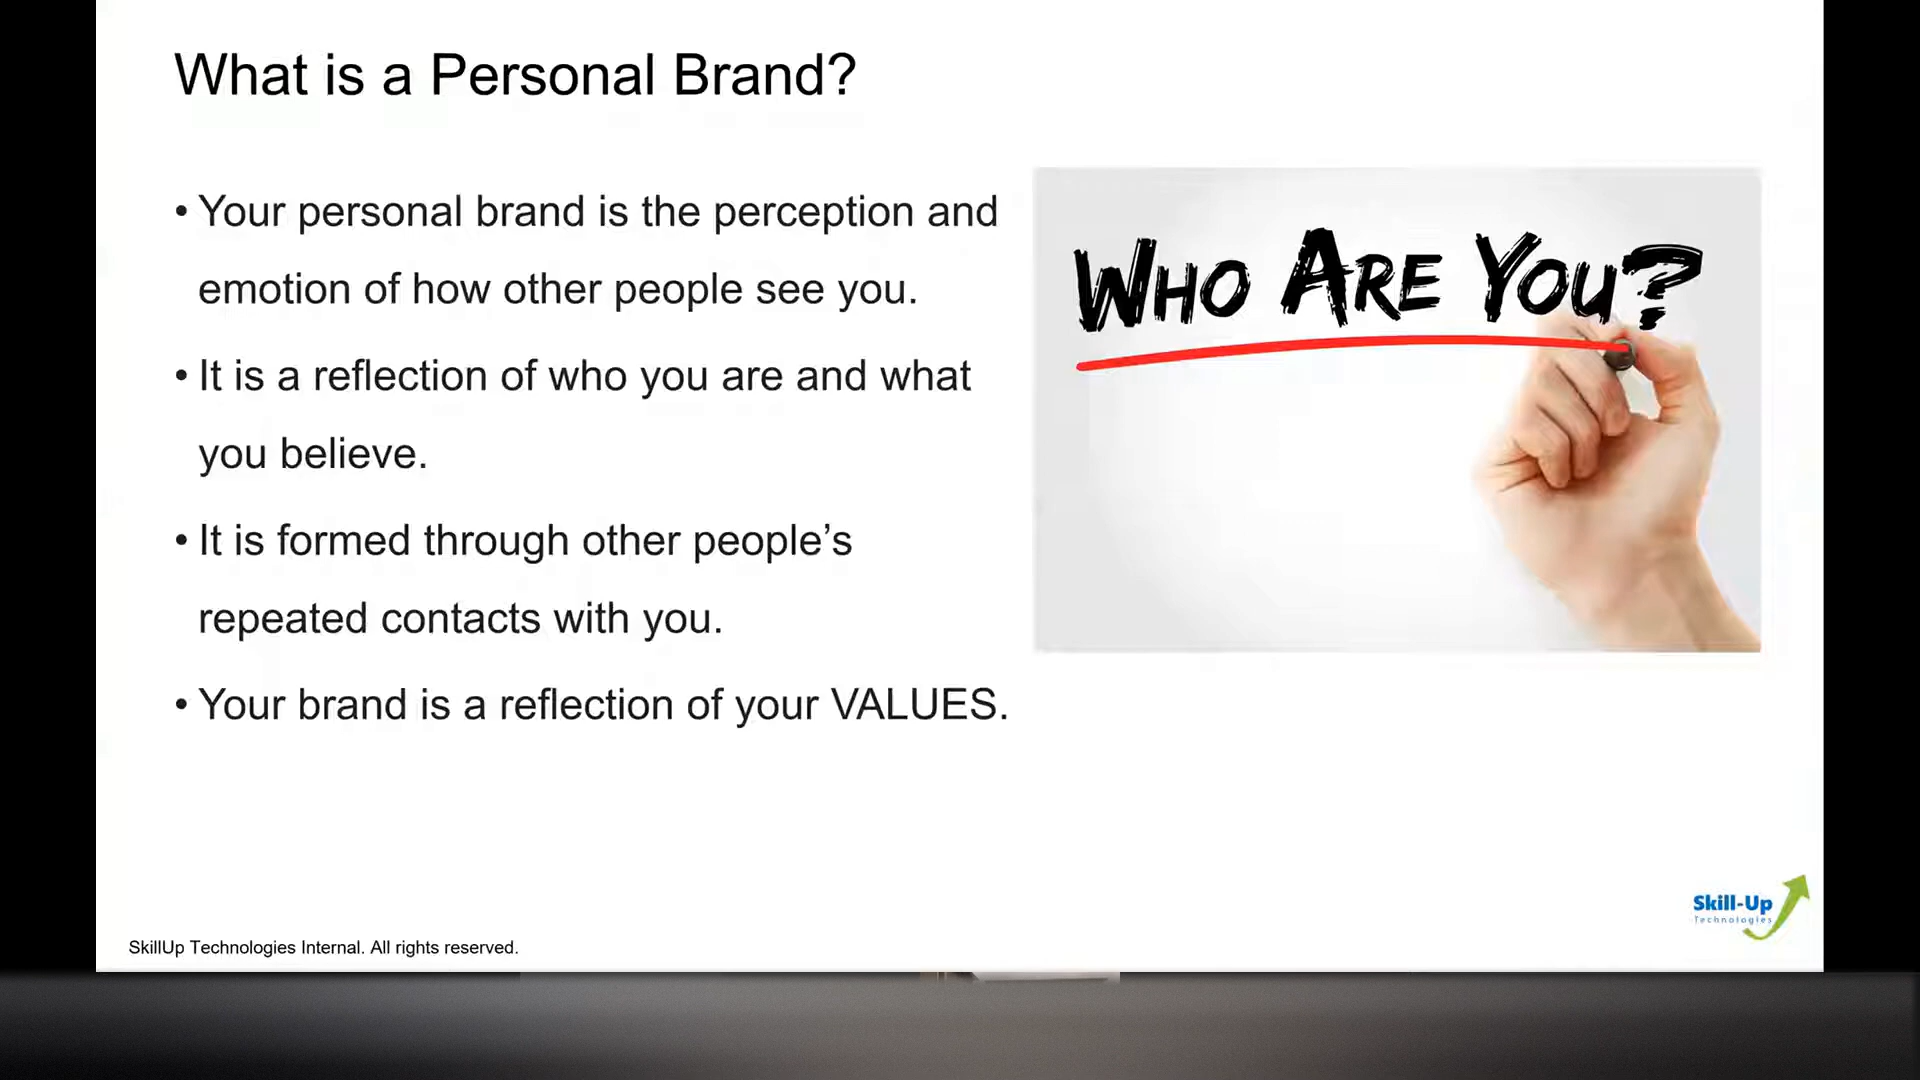 What is a Personal Brand?
• Your personal brand is the perception and
emotion of how other people see you.
• It is a reflection of who you are and what
you believe.
• It is formed through other people’s
repeated contacts with you.
• Your brand is a reflection of your VALUES.
WHO ARE YOU?
Skill-Up
Technologies
SkillUp Technologies Internal. All rights reserved.